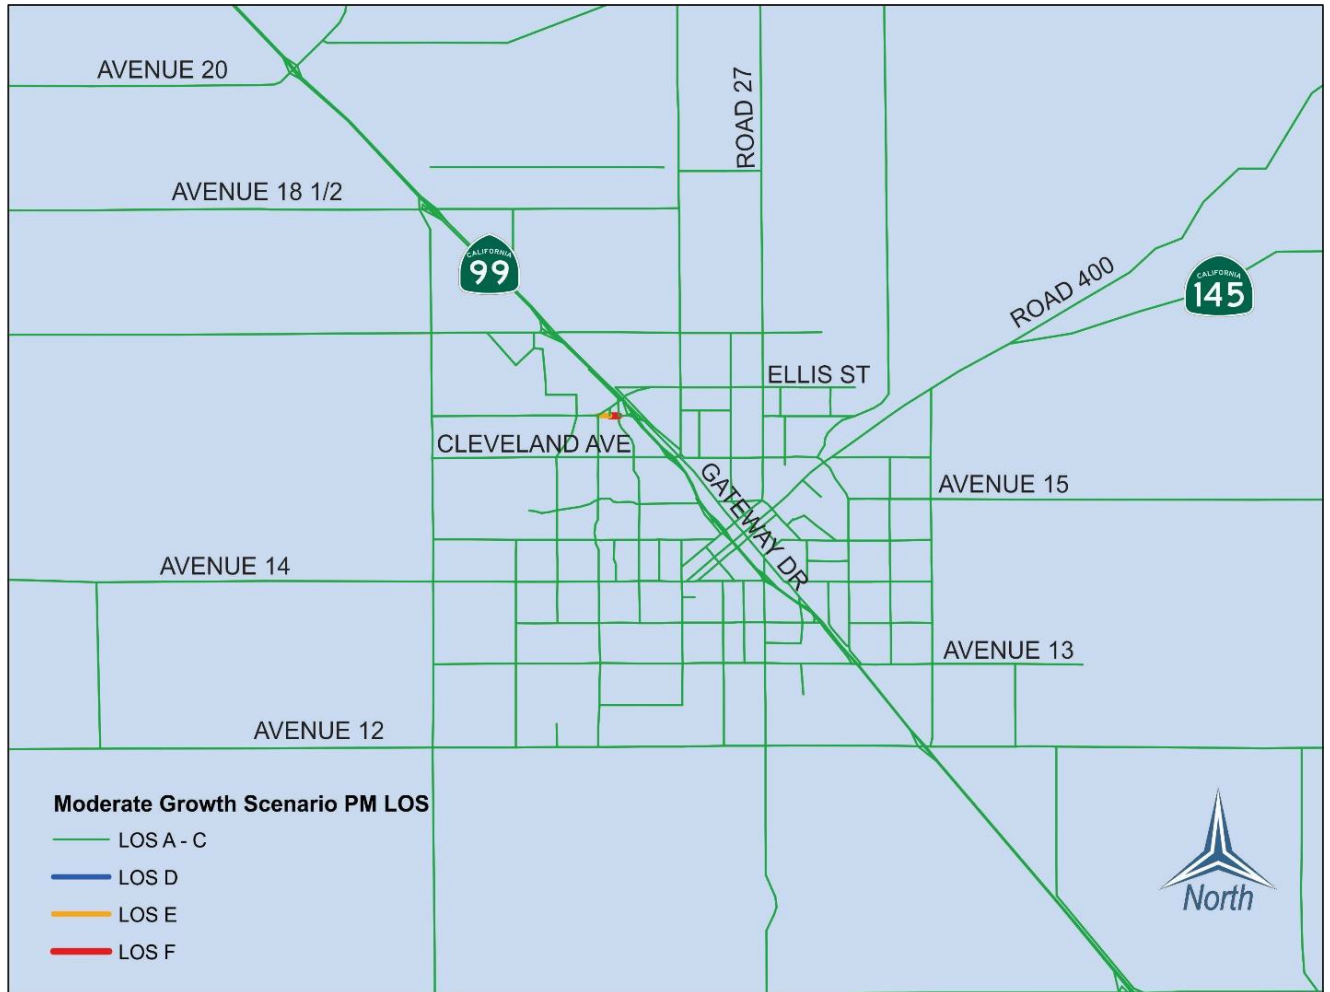 AVENUE 20
ROAD 27
AVENUE 18 1/2
CALIFORNIA
99
ROAD 400
CALIFORNIA
145
ELLIS ST
CLEVELAND AVE
GATEWAY DR
AVENUE 15
AVENUE 14
AVENUE 13
AVENUE 12
Moderate Growth Scenario PM LOS
LOS A - C
LOS D
LOS E
LOS F
North